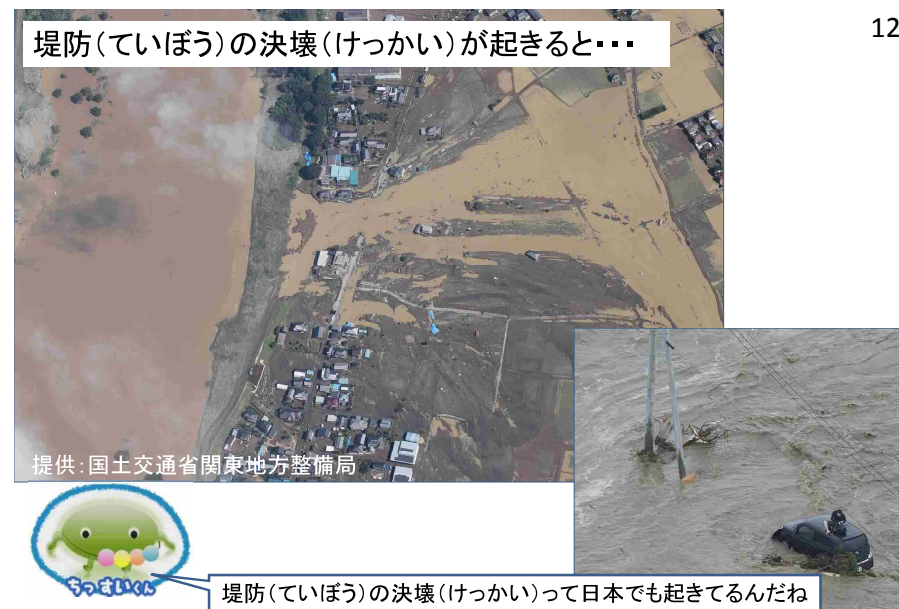 12
堤防(ていぼう)の決壊(けっかい)が起きると･･･
提供：国土交通省関東地方整備局
ちっすいくん
堤防(ていぼう)の決壊(けっかい)って日本でも起きてるんだね